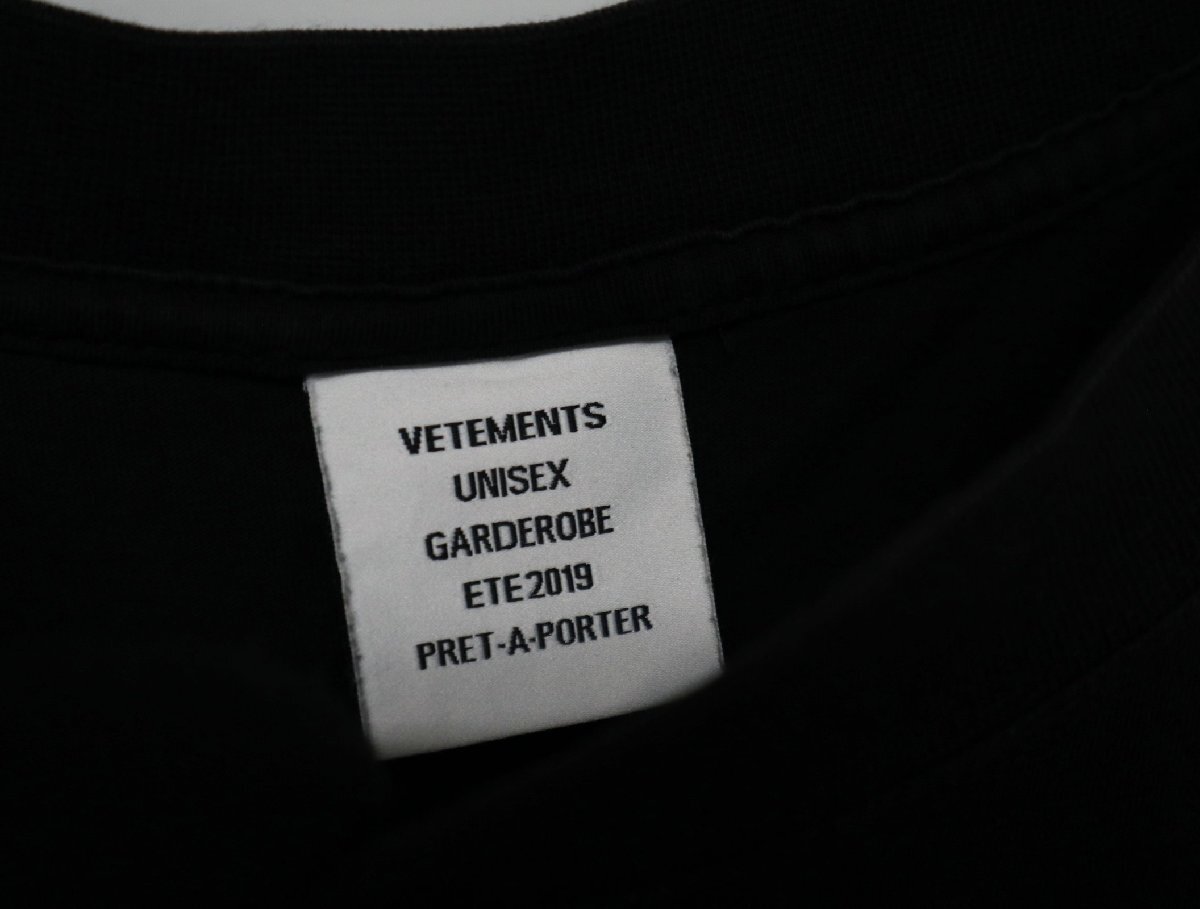 VETEMENTS
UNISEX
GARDEROBE
ETE 2019
PRET-A-PORTER